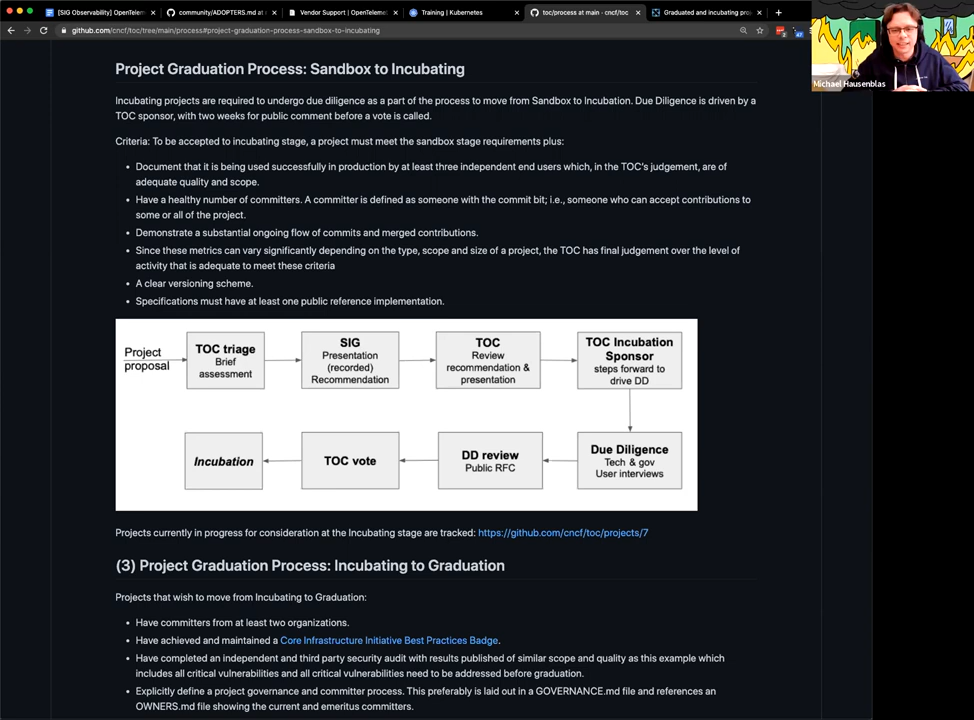 [SIG Observability] OpenTelem
community/ADOPTERS.md at
Vendor Support | OpenTeleme
Training | Kubernetes
toc/process at main · cncf/toc
Graduated and incubating pro
github.com/cncf/toc/tree/main/process#project-graduation-process-sandbox-to-incubating
Michael Hausenblas
Project Graduation Process: Sandbox to Incubating
Incubating projects are required to undergo due diligence as a part of the process to move from Sandbox to Incubation. Due Diligence is driven by a
TOC sponsor, with two weeks for public comment before a vote is called.
Criteria: To be accepted to incubating stage, a project must meet the sandbox stage requirements plus:
• Document that it is being used successfully in production by at least three independent end users which, in the TOC's judgement, are of
adequate quality and scope.
• Have a healthy number of committers. A committer is defined as someone with the commit bit; i.e., someone who can accept contributions to
some or all of the project.
• Demonstrate a substantial ongoing flow of commits and merged contributions.
• Since these metrics can vary significantly depending on the type, scope and size of a project, the TOC has final judgement over the level of
activity that is adequate to meet these criteria
• A clear versioning scheme.
• Specifications must have at least one public reference implementation.
Project
proposal
TOC triage
Brief
assessment
SIG
Presentation
(recorded)
Recommendation
TOC
Review
recommendation &
presentation
TOC Incubation
Sponsor
steps forward to
drive DD
Due Diligence
Tech & gov
User interviews
DD review
Public RFC
TOC vote
Incubation
Projects currently in progress for consideration at the Incubating stage are tracked: https://github.com/cncf/toc/projects/7
(3) Project Graduation Process: Incubating to Graduation
Projects that wish to move from Incubating to Graduation:
• Have committers from at least two organizations.
• Have achieved and maintained a Core Infrastructure Initiative Best Practices Badge.
• Have completed an independent and third party security audit with results published of similar scope and quality as this example which
includes all critical vulnerabilities and all critical vulnerabilities need to be addressed before graduation.
• Explicitly define a project governance and committer process. This preferably is laid out in a GOVERNANCE.md file and references an
OWNERS.md file showing the current and emeritus committers.